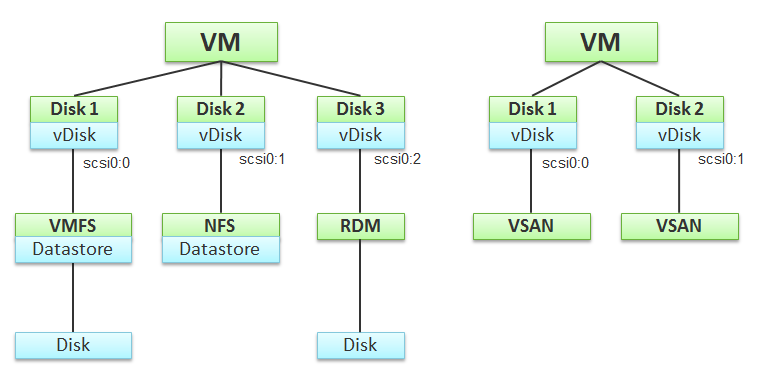 VM
Disk 1
vDisk
scsi0:0
Disk 2
vDisk
scsi0:1
Disk 3
vDisk
scsi0:2
VMFS
Datastore
NFS
Datastore
RDM
Disk
Disk
VM
Disk 1
vDisk
scsi0:0
Disk 2
vDisk
scsi0:1
VSAN
VSAN